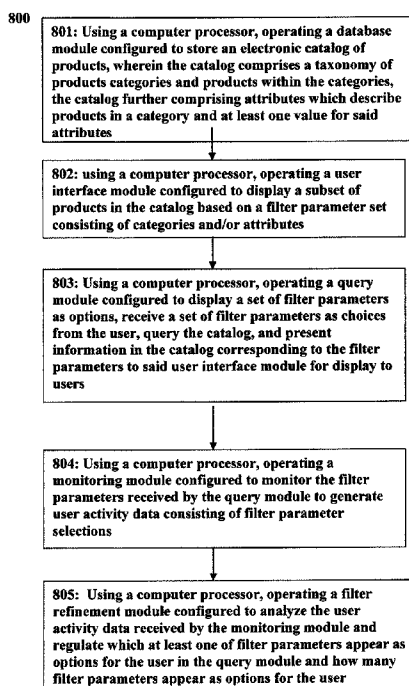 800
801: Using a computer processor, operating a database
module configured to store an electronic catalog of
products, wherein the catalog comprises a taxonomy of
products categories and products within the categories,
the catalog further comprising attributes which describe
products in a category and at least one value for said
attributes
802: using a computer processor, operating a user
interface module configured to display a subset of
products in the catalog based on a filter parameter set
consisting of categories and/or attributes
803: Using a computer processor, operating a query
module configured to display a set of filter parameters
as options, receive a set of filter parameters as choices
from the user, query the catalog, and present
information in the catalog corresponding to the filter
parameters to said user interface module for display to
users
804: Using a computer processor, operating a
monitoring module configured to monitor the filter
parameters received by the query module to generate
user activity data consisting of filter parameter
selections
805: Using a computer processor, operating a filter
refinement module configured to analyze the user
activity data received by the monitoring module and
regulate which at least one of filter parameters appear as
options for the user in the query module and how many
filter parameters appear as options for the user